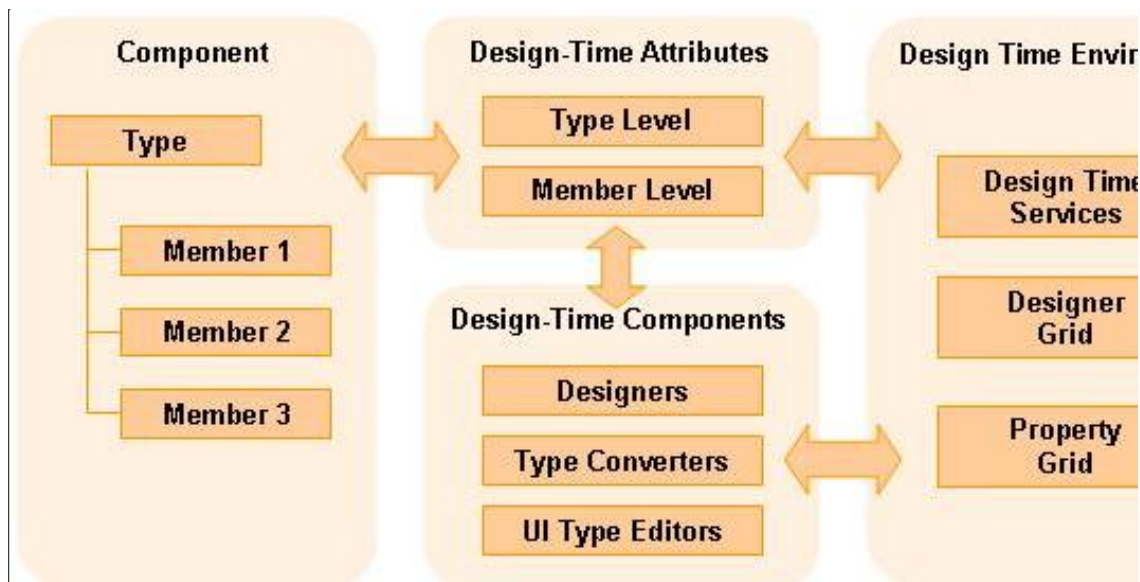 Component
Type
Member 1
Member 2
Member 3
Design-Time Attributes
Type Level
Member Level
Design-Time Components
Designers
Type Converters
UI Type Editors
Design Time
Design Time
Services
Designer
Grid
Property
Grid